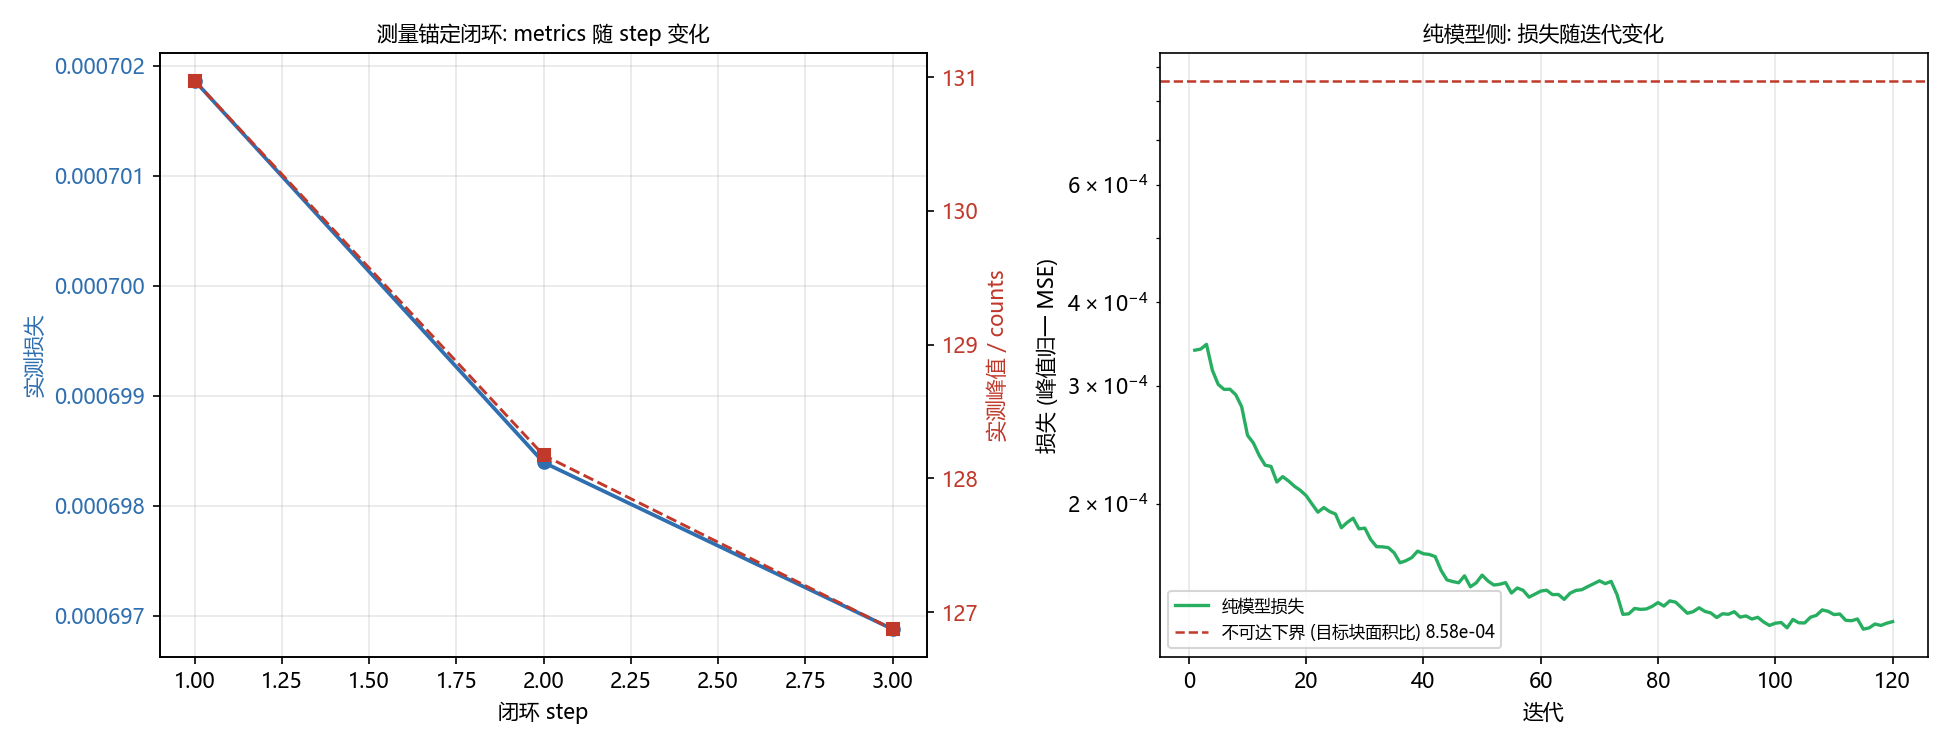 测量锚定闭环: metrics 随 step 变化
0.000702
0.000701
0.000700
0.000699
0.000698
0.000697
实测损失
1.00 1.25 1.50 1.75 2.00 2.25 2.50 2.75 3.00
闭环 step
131
130
129
128
127
实测峰值 / counts
纯模型侧: 损失随迭代变化
6 × 10⁻⁴
4 × 10⁻⁴
3 × 10⁻⁴
2 × 10⁻⁴
损失 (峰值归一 MSE)
纯模型损失
不可达下界 (目标块面积比) 8.58e-04
0 20 40 60 80 100 120
迭代